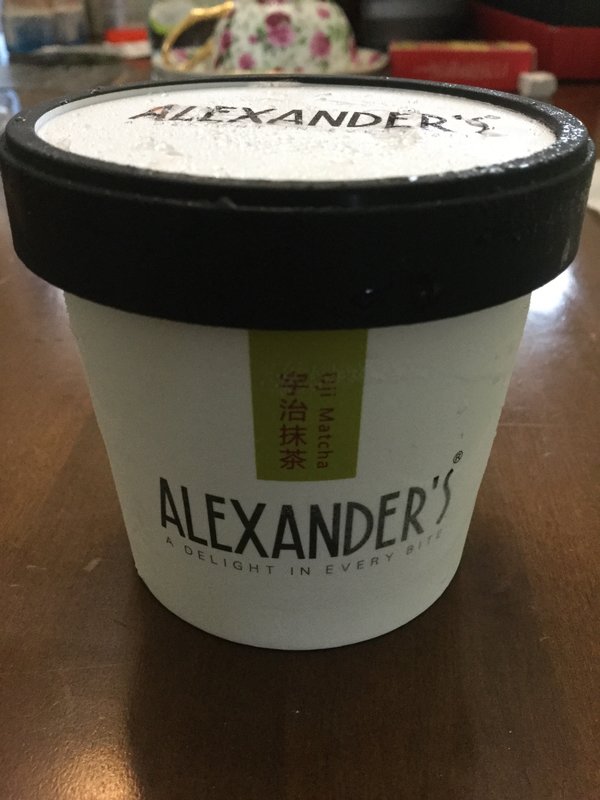 ALEXANDER'S
宇治抹茶
Uji Matcha
ALEXANDER'S®
A DELIGHT IN EVERY BITE